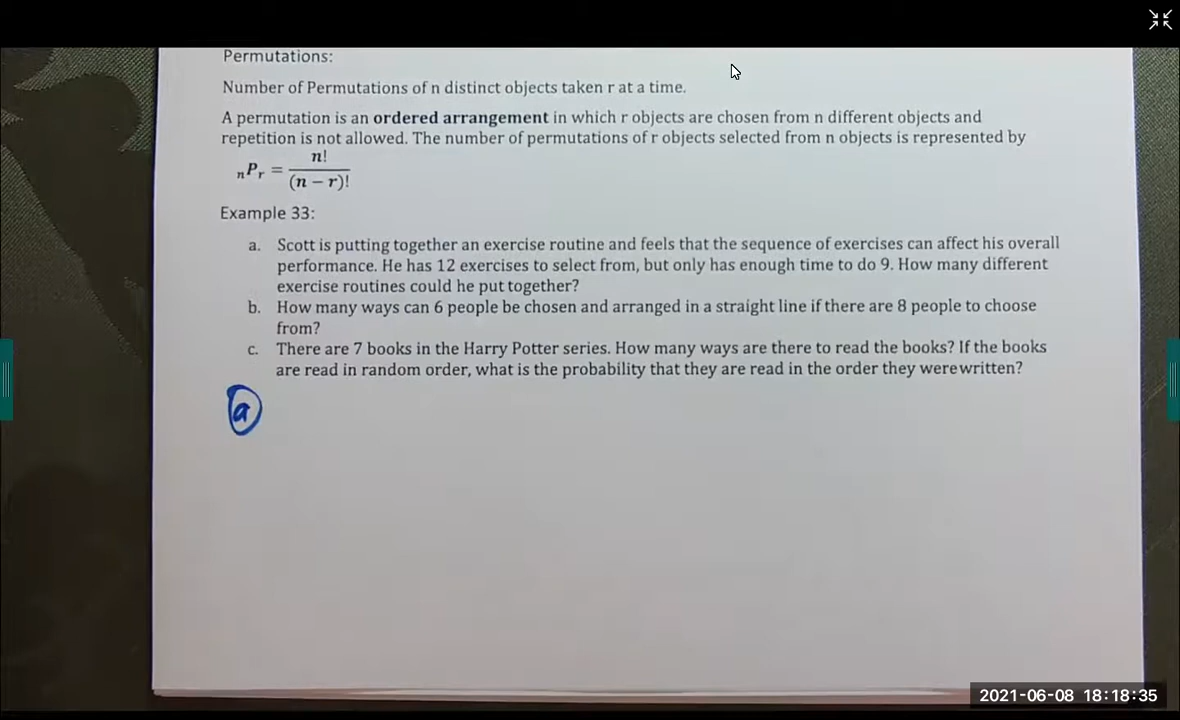 Permutations:
Number of Permutations of n distinct objects taken r at a time.
A permutation is an ordered arrangement in which r objects are chosen from n different objects and
repetition is not allowed. The number of permutations of r objects selected from n objects is represented by
nPr = n! / (n − r)!
Example 33:
a. Scott is putting together an exercise routine and feels that the sequence of exercises can affect his overall
performance. He has 12 exercises to select from, but only has enough time to do 9. How many different
exercise routines could he put together?
b. How many ways can 6 people be chosen and arranged in a straight line if there are 8 people to choose
from?
c. There are 7 books in the Harry Potter series. How many ways are there to read the books? If the books
are read in random order, what is the probability that they are read in the order they were written?
a
2021-06-08 18:18:35